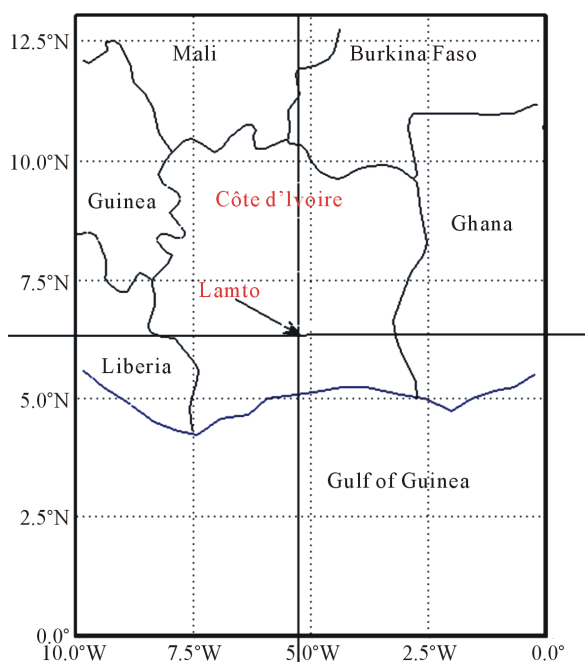 12.5°N
Mali
Burkina Faso
10.0°N
Guinea
Côte d'Ivoire
Ghana
7.5°N
Lamto
Liberia
5.0°N
Gulf of Guinea
2.5°N
0.0°
10.0°W
7.5°W
5.0°W
2.5°W
0.0°